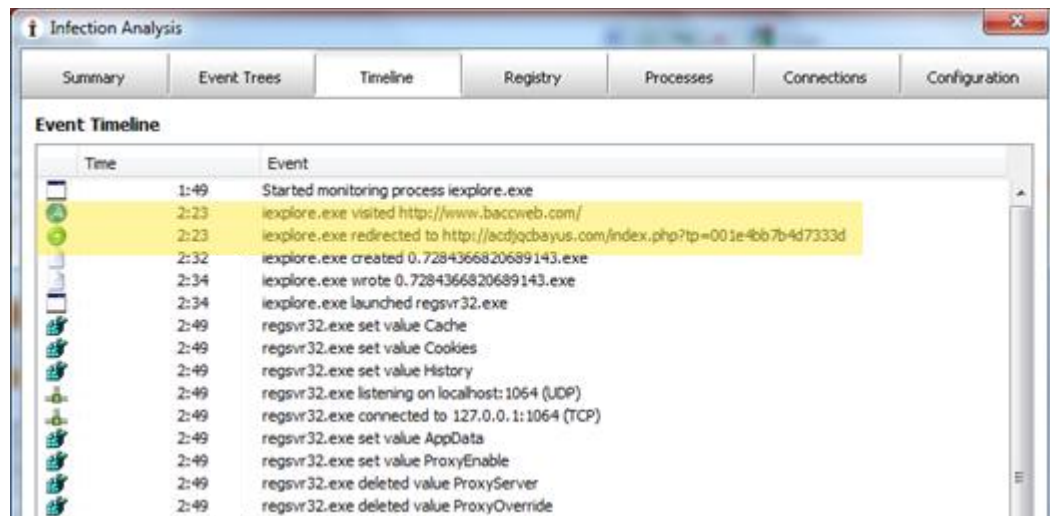 Infection Analysis
Summary Event Trees Timeline Registry Processes Connections Configuration
Event Timeline
Time Event
1:49 Started monitoring process iexplore.exe
2:23 iexplore.exe visited http://www.baccweb.com/
2:23 iexplore.exe redirected to http://acdjqcbayus.com/index.php?tp=001e4bb7b4d7333d
2:32 iexplore.exe created 0.7284366820689143.exe
2:34 iexplore.exe wrote 0.7284366820689143.exe
2:34 iexplore.exe launched regsvr32.exe
2:49 regsvr32.exe set value Cache
2:49 regsvr32.exe set value Cookies
2:49 regsvr32.exe set value History
2:49 regsvr32.exe listening on localhost:1064 (UDP)
2:49 regsvr32.exe connected to 127.0.0.1:1064 (TCP)
2:49 regsvr32.exe set value AppData
2:49 regsvr32.exe set value ProxyEnable
2:49 regsvr32.exe deleted value ProxyServer
2:49 regsvr32.exe deleted value ProxyOverride